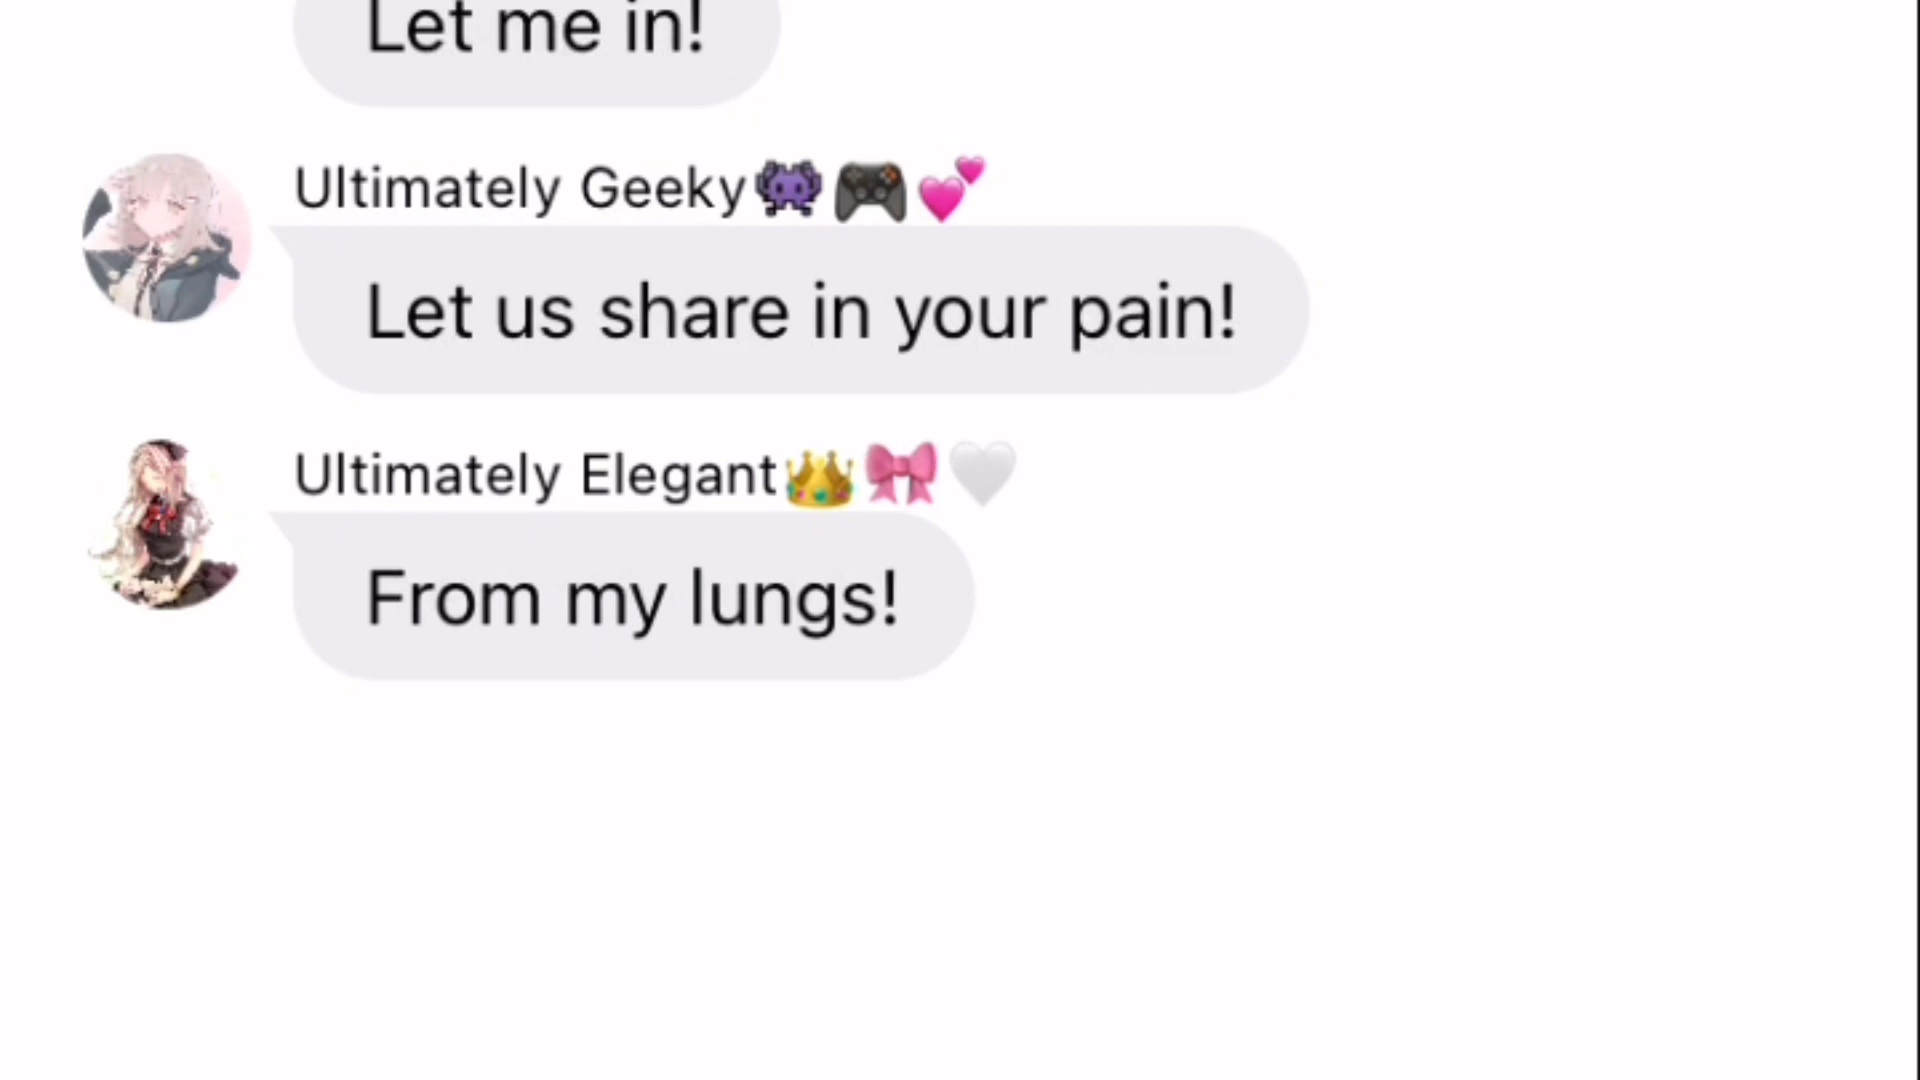 Let me in!
Ultimately Geeky👾🎮💕
Let us share in your pain!
Ultimately Elegant👑🎀🤍
From my lungs!